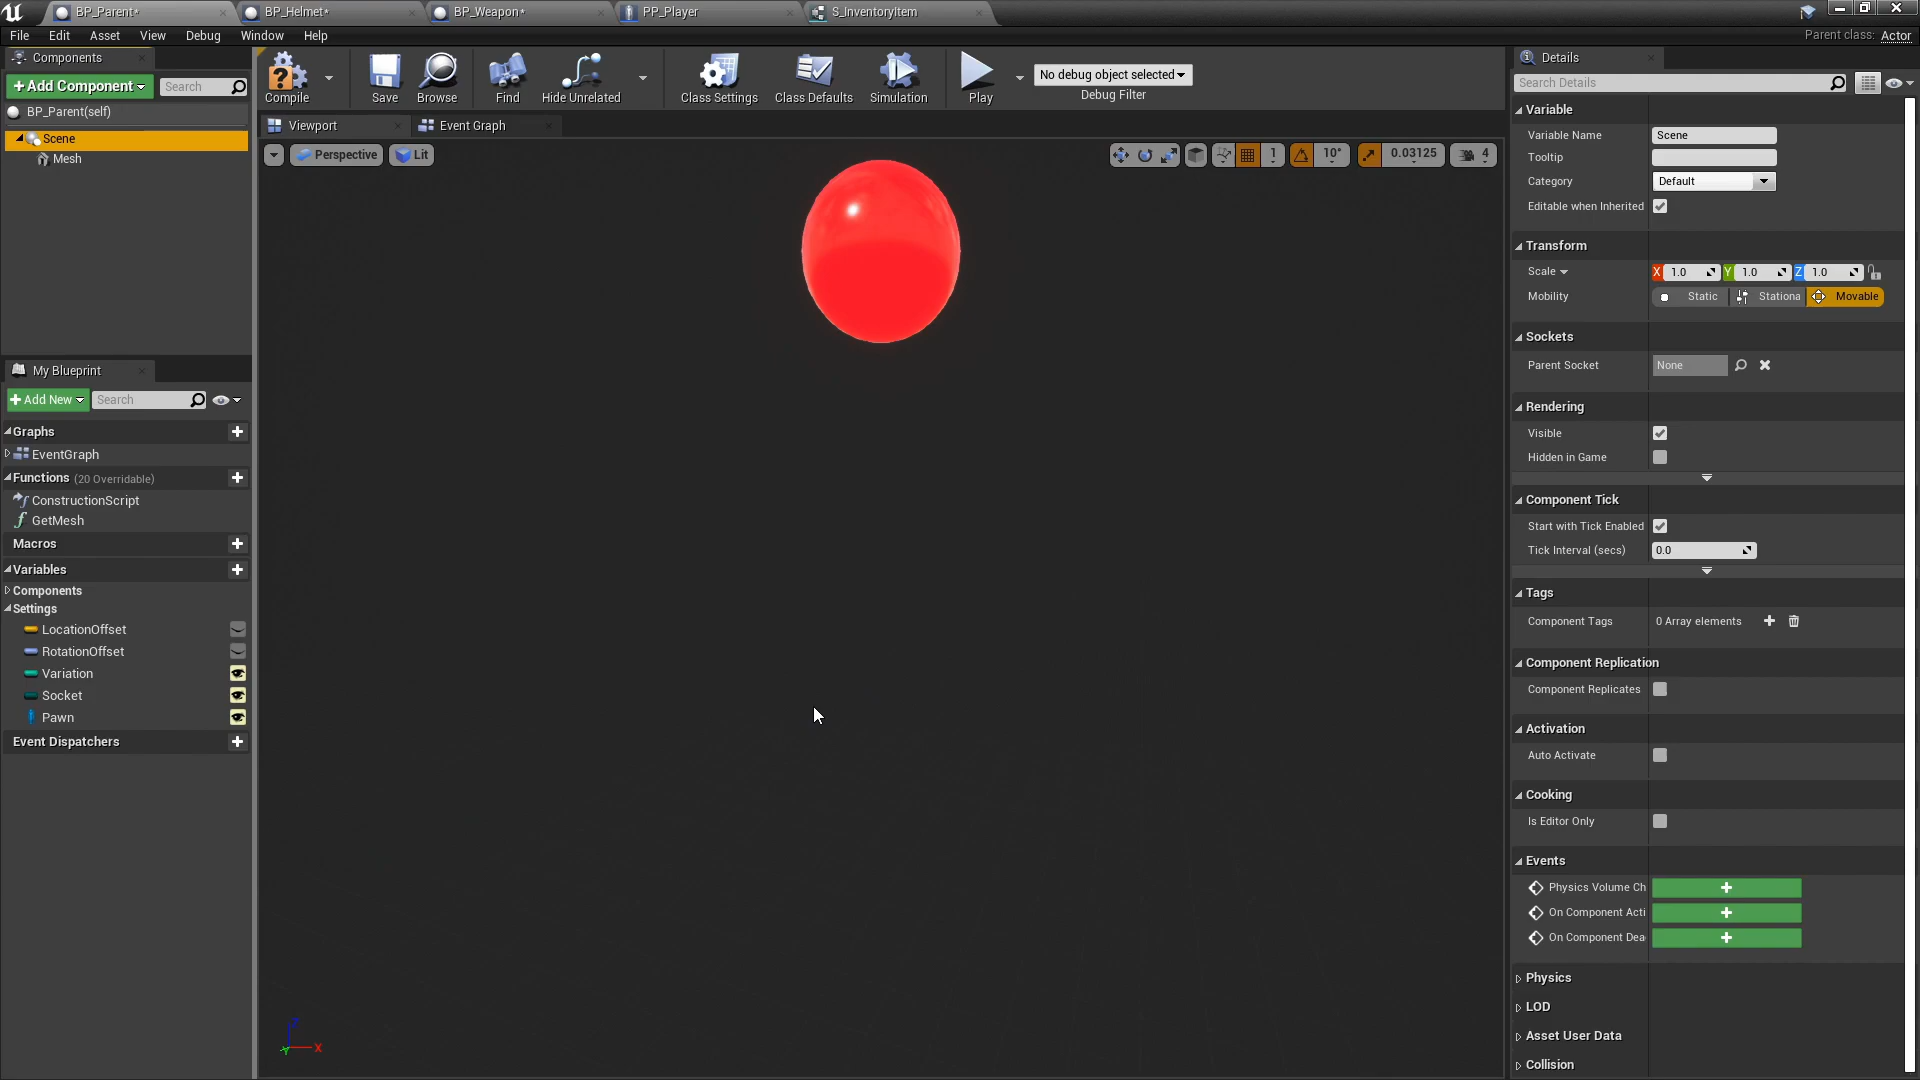 BP_Parent*
BP_Helmet*
BP_Weapon*
PP_Player
S_InventoryItem
File Edit Asset View Debug Window Help
Parent class: Actor
Components
+ Add Component
Search
BP_Parent(self)
Scene
Mesh
My Blueprint
+ Add New
Search
Graphs
EventGraph
Functions (20 Overridable)
ConstructionScript
GetMesh
Macros
Variables
Components
Settings
LocationOffset
RotationOffset
Variation
Socket
Pawn
Event Dispatchers
Compile
Save
Browse
Find
Hide Unrelated
Class Settings
Class Defaults
Simulation
Play
No debug object selected
Debug Filter
Viewport
Event Graph
Perspective
Lit
1
10°
0.03125
4
Z
X
Y
Details
Search Details
Variable
Variable Name Scene
Tooltip
Category Default
Editable when Inherited
Transform
Scale X 1.0 Y 1.0 Z 1.0
Mobility Static Stationa Movable
Sockets
Parent Socket None
Rendering
Visible
Hidden in Game
Component Tick
Start with Tick Enabled
Tick Interval (secs) 0.0
Tags
Component Tags 0 Array elements
Component Replication
Component Replicates
Activation
Auto Activate
Cooking
Is Editor Only
Events
Physics Volume Ch
On Component Acti
On Component Dea
Physics
LOD
Asset User Data
Collision